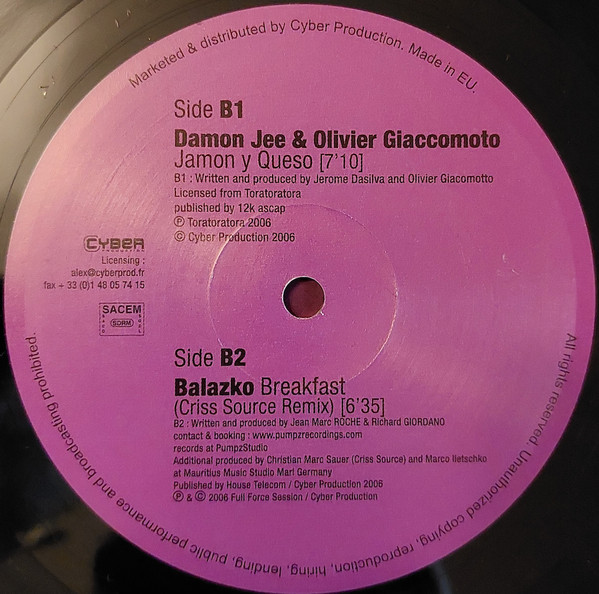 Marketed & distributed by Cyber Production. Made in EU.
Side B1
Damon Jee & Olivier Giaccomoto
Jamon y Queso [7'10]
B1 : Written and produced by Jerome Dasilva and Olivier Giacomotto
Licensed from Toratoratora
published by 12k ascap
℗ Toratoratora 2006
© Cyber Production 2006
CYBER
PRODUCTION
Licensing :
alex@cyberprod.fr
fax + 33 (0)1 48 05 74 15
SACEM
SDRM
Side B2
Balazko Breakfast
(Criss Source Remix) [6'35]
B2 : Written and produced by Jean Marc ROCHE & Richard GIORDANO
contact & booking : www.pumpzrecordings.com
records at PumpzStudio
Additional produced by Christian Marc Sauer (Criss Source) and Marco Iletschko
at Mauritius Music Studio Marl Germany
Published by House Telecom / Cyber Production 2006
℗ & © 2006 Full Force Session / Cyber Production
All rights reserved. Unauthorized copying, reproduction, hiring, lending, public performance and broadcasting prohibited.